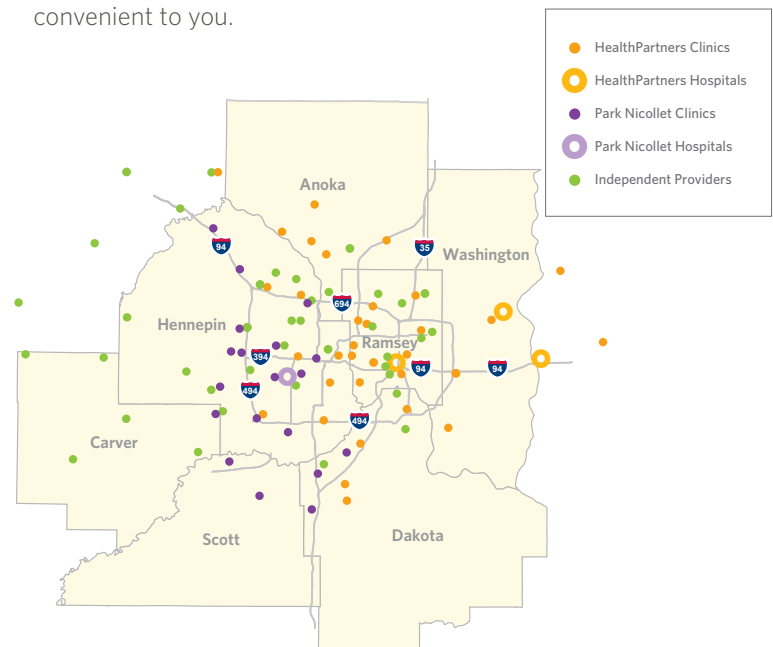 convenient to you.
HealthPartners Clinics
HealthPartners Hospitals
Park Nicollet Clinics
Park Nicollet Hospitals
Independent Providers
Anoka
94
35
Washington
694
Hennepin
Ramsey
394
94
94
494
494
Carver
Scott
Dakota